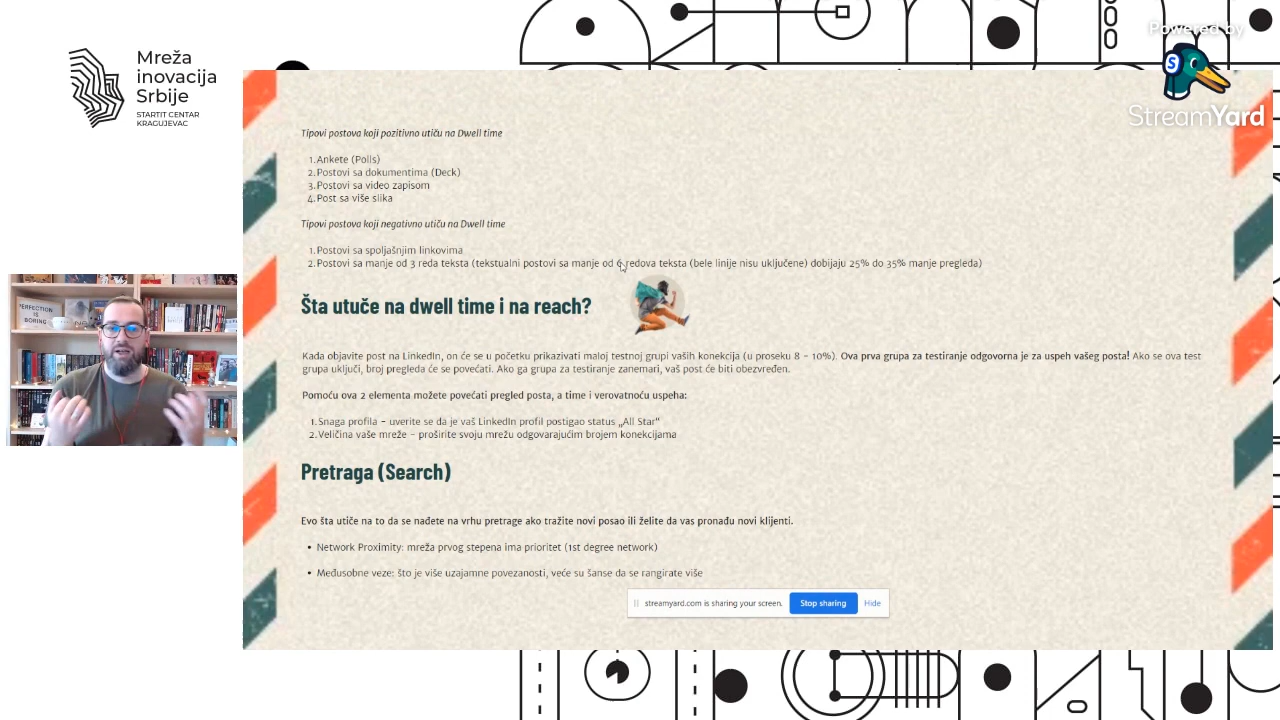 Mreža
inovacija
Srbije
STARTIT CENTAR
KRAGUJEVAC
Powered by
StreamYard
Tipovi postova koji pozitivno utiču na Dwell time
1. Ankete (Polls)
2. Postovi sa dokumentima (Deck)
3. Postovi sa video zapisom
4. Post sa više slika
Tipovi postova koji negativno utiču na Dwell time
1. Postovi sa spoljašnjim linkovima
2. Postovi sa manje od 3 reda teksta (tekstualni postovi sa manje od 6 redova teksta (bele linije nisu uključene) dobijaju 25% do 35% manje pregleda)
Šta utuče na dwell time i na reach?
Kada objavite post na LinkedIn, on će se u početku prikazivati maloj testnoj grupi vaših konekcija (u proseku 8 - 10%). Ova prva grupa za testiranje odgovorna je za uspeh vašeg posta! Ako se ova test
grupa uključi, broj pregleda će se povećati. Ako ga grupa za testiranje zanemari, vaš post će biti obezvređen.
Pomoću ova 2 elementa možete povećati pregled posta, a time i verovatnoću uspeha:
1. Snaga profila - uverite se da je vaš LinkedIn profil postigao status „All Star“
2. Veličina vaše mreže - proširite svoju mrežu odgovarajućim brojem konekcijama
Pretraga (Search)
Evo šta utiče na to da se nađete na vrhu pretrage ako tražite novi posao ili želite da vas pronađu novi klijenti.
• Network Proximity: mreža prvog stepena ima prioritet (1st degree network)
• Međusobne veze: što je više uzajamne povezanosti, veće su šanse da se rangirate više
streamyard.com is sharing your screen.
Stop sharing
Hide
PERFECTION
IS
BORING